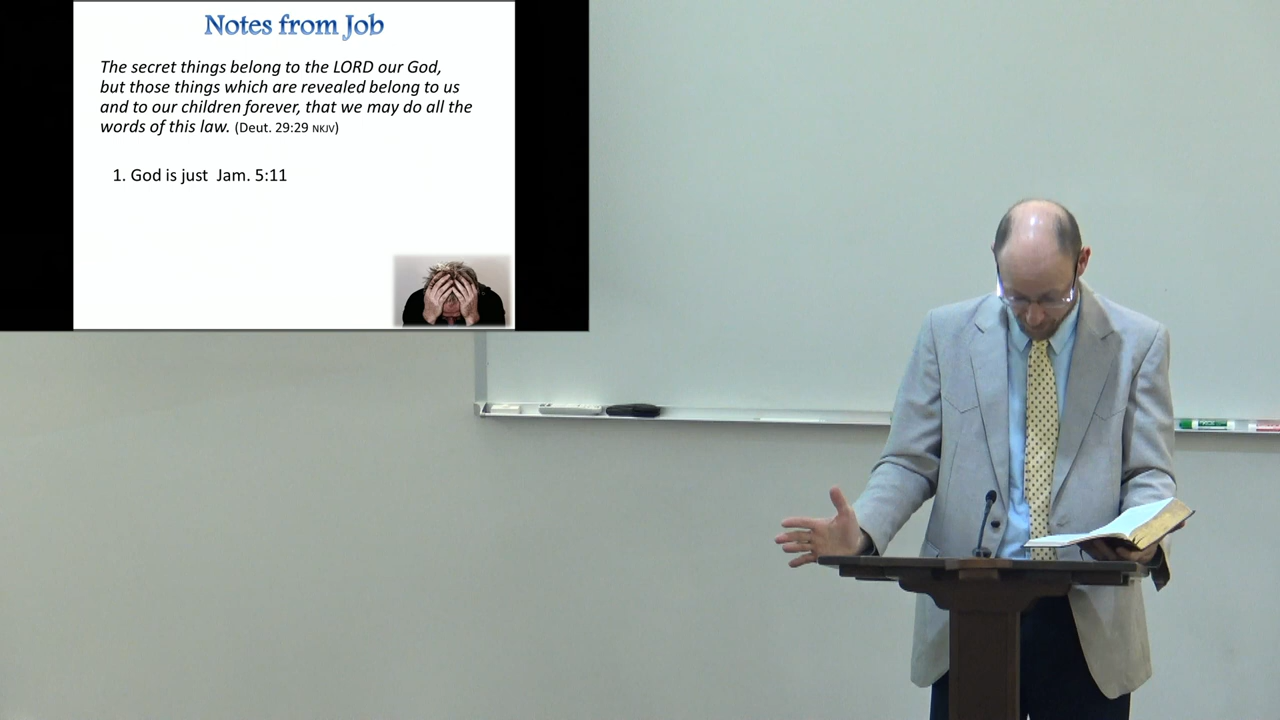 Notes from Job
The secret things belong to the LORD our God,
but those things which are revealed belong to us
and to our children forever, that we may do all the
words of this law. (Deut. 29:29 NKJV)
1. God is just  Jam. 5:11